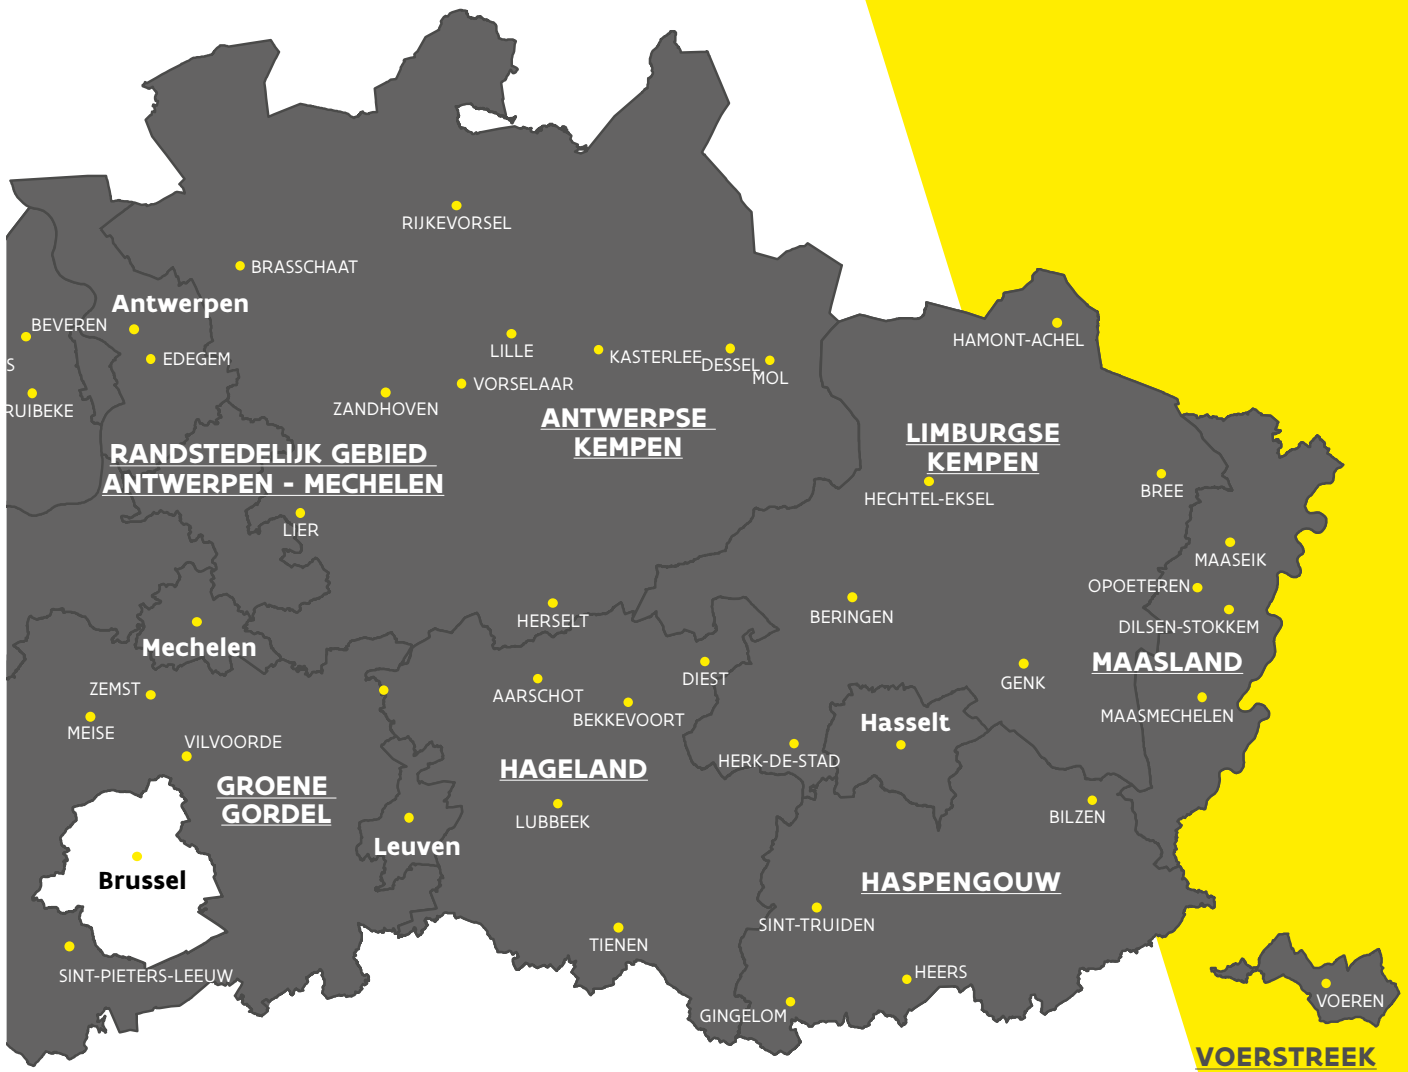 RIJKEVORSEL
BRASSCHAAT
Antwerpen
BEVEREN
EDEGEM
S
RUIBEKE
LILLE
KASTERLEE
DESSEL
MOL
VORSELAAR
ZANDHOVEN
HAMONT-ACHEL
ANTWERPSE
KEMPEN
LIMBURGSE
KEMPEN
RANDSTEDELIJK GEBIED
ANTWERPEN - MECHELEN
HECHTEL-EKSEL
BREE
LIER
MAASEIK
OPOETEREN
DILSEN-STOKKEM
BERINGEN
HERSELT
Mechelen
MAASLAND
ZEMST
MEISE
AARSCHOT
DIEST
BEKKEVOORT
GENK
MAASMECHELEN
Hasselt
VILVOORDE
HERK-DE-STAD
HAGELAND
GROENE
GORDEL
LUBBEEK
BILZEN
Leuven
Brussel
HASPENGOUW
SINT-TRUIDEN
TIENEN
SINT-PIETERS-LEEUW
HEERS
GINGELOM
VOEREN
VOERSTREEK